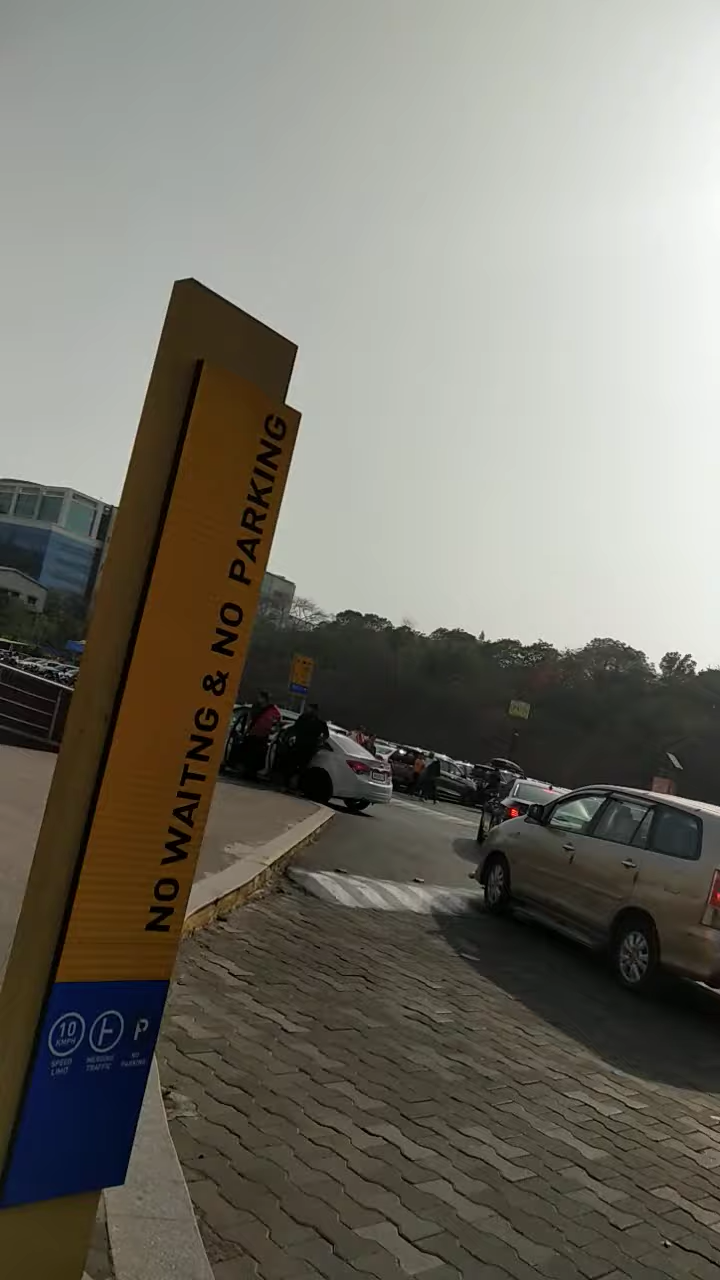 NO WAITNG & NO PARKING
10
KMPH
SPEED
LIMIT
MERGING
TRAFFIC
P
NO
PARKING